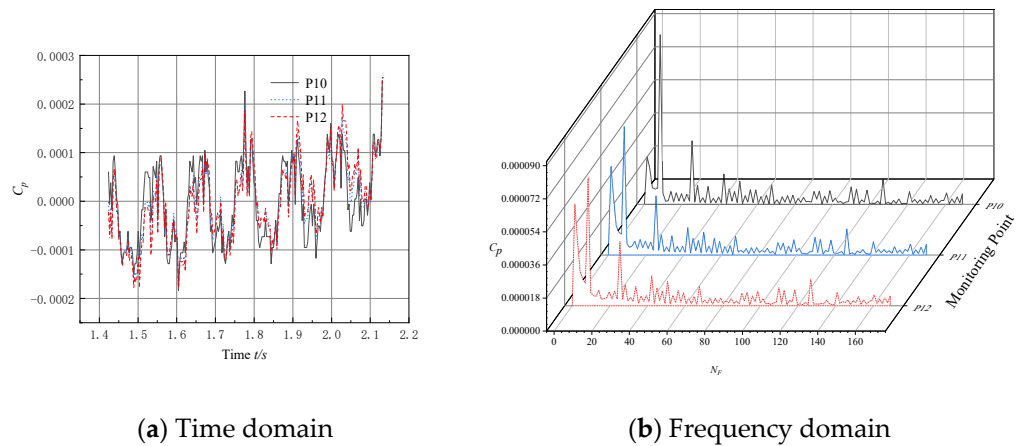 0.0003
0.0002
0.0001
0.0000
-0.0001
-0.0002
Cp
P10
P11
P12
1.4 1.5 1.6 1.7 1.8 1.9 2.0 2.1 2.2
Time t/s
(a) Time domain
0.000090
0.000072
0.000054
0.000036
0.000018
0.000000
Cp
0 20 40 60 80 100 120 140 160
NF
P10
P11
P12
Monitoring Point
(b) Frequency domain